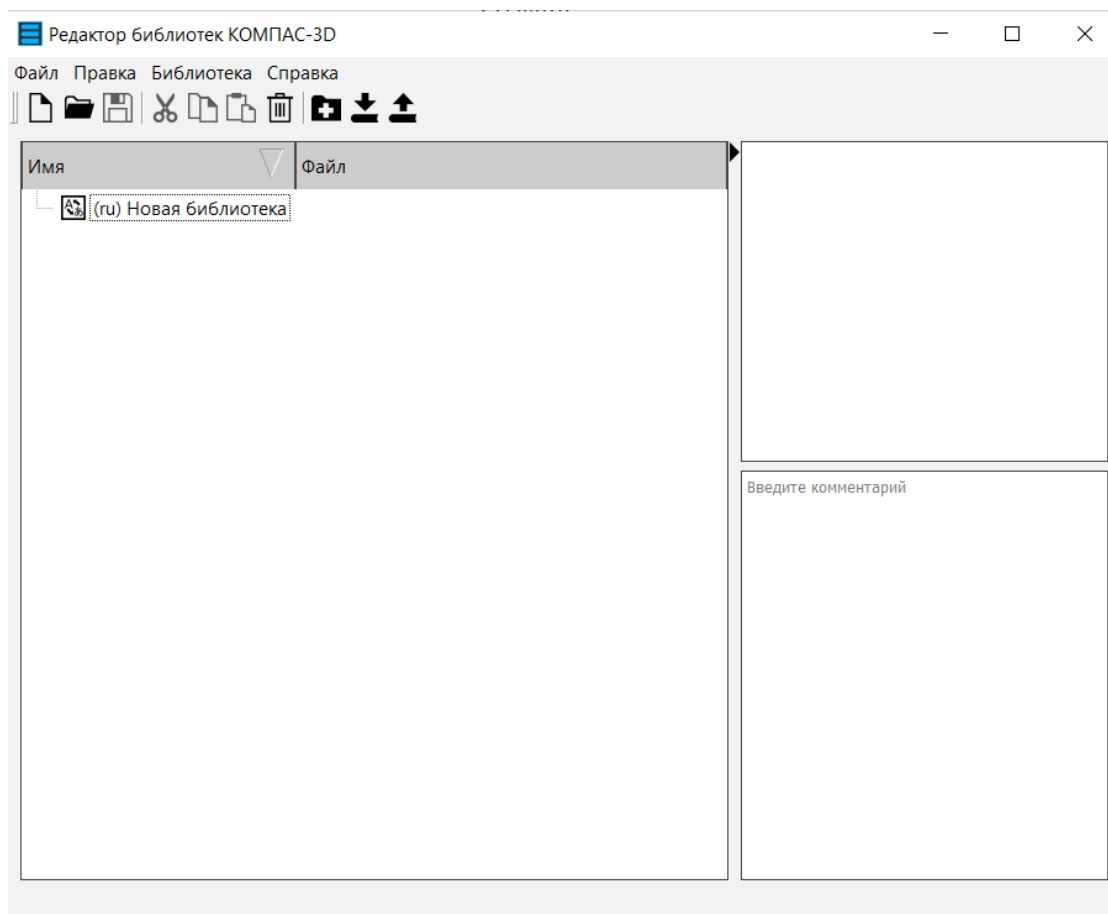 Редактор библиотек КОМПАС-3D
Файл Правка Библиотека Справка
Имя Файл
(ru) Новая библиотека
Введите комментарий